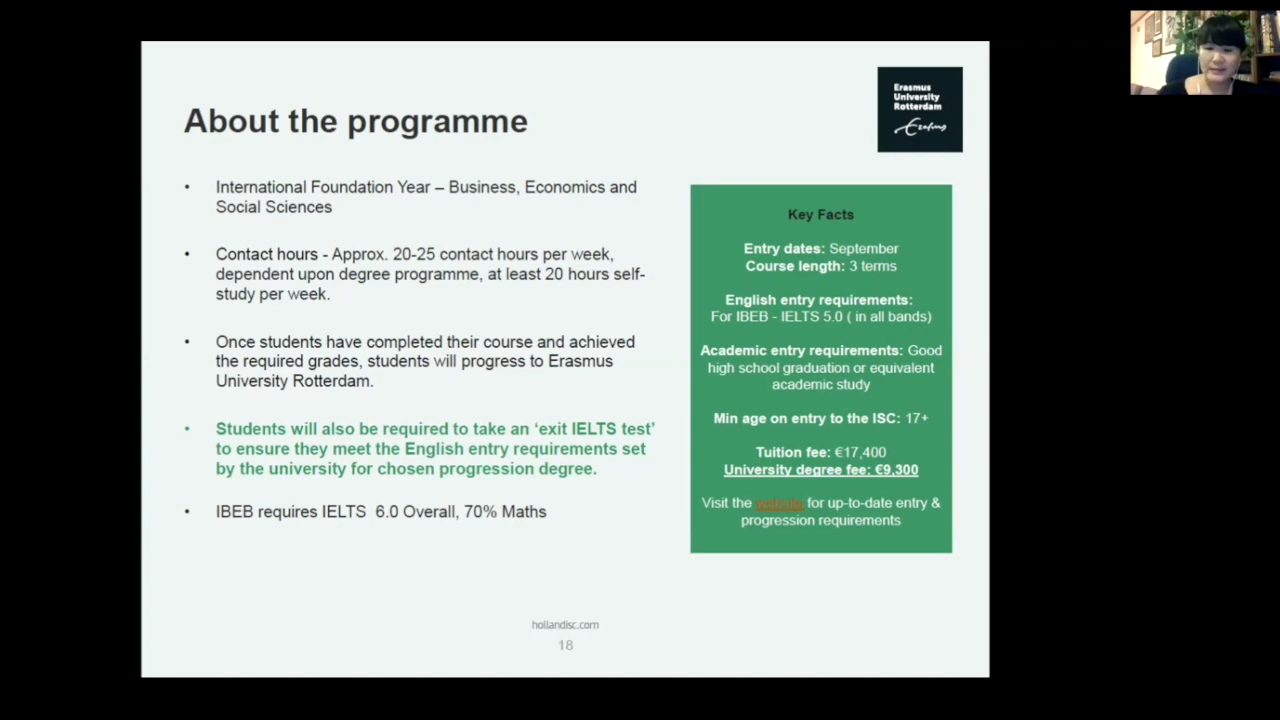 About the programme
Erasmus
University
Rotterdam
Erasmus
• International Foundation Year – Business, Economics and
Social Sciences
• Contact hours - Approx. 20-25 contact hours per week,
dependent upon degree programme, at least 20 hours self-
study per week.
• Once students have completed their course and achieved
the required grades, students will progress to Erasmus
University Rotterdam.
• Students will also be required to take an ‘exit IELTS test’
to ensure they meet the English entry requirements set
by the university for chosen progression degree.
• IBEB requires IELTS 6.0 Overall, 70% Maths
Key Facts
Entry dates: September
Course length: 3 terms
English entry requirements:
For IBEB - IELTS 5.0 ( in all bands)
Academic entry requirements: Good
high school graduation or equivalent
academic study
Min age on entry to the ISC: 17+
Tuition fee: €17,400
University degree fee: €9,300
Visit the website for up-to-date entry &
progression requirements
hollandisc.com
18